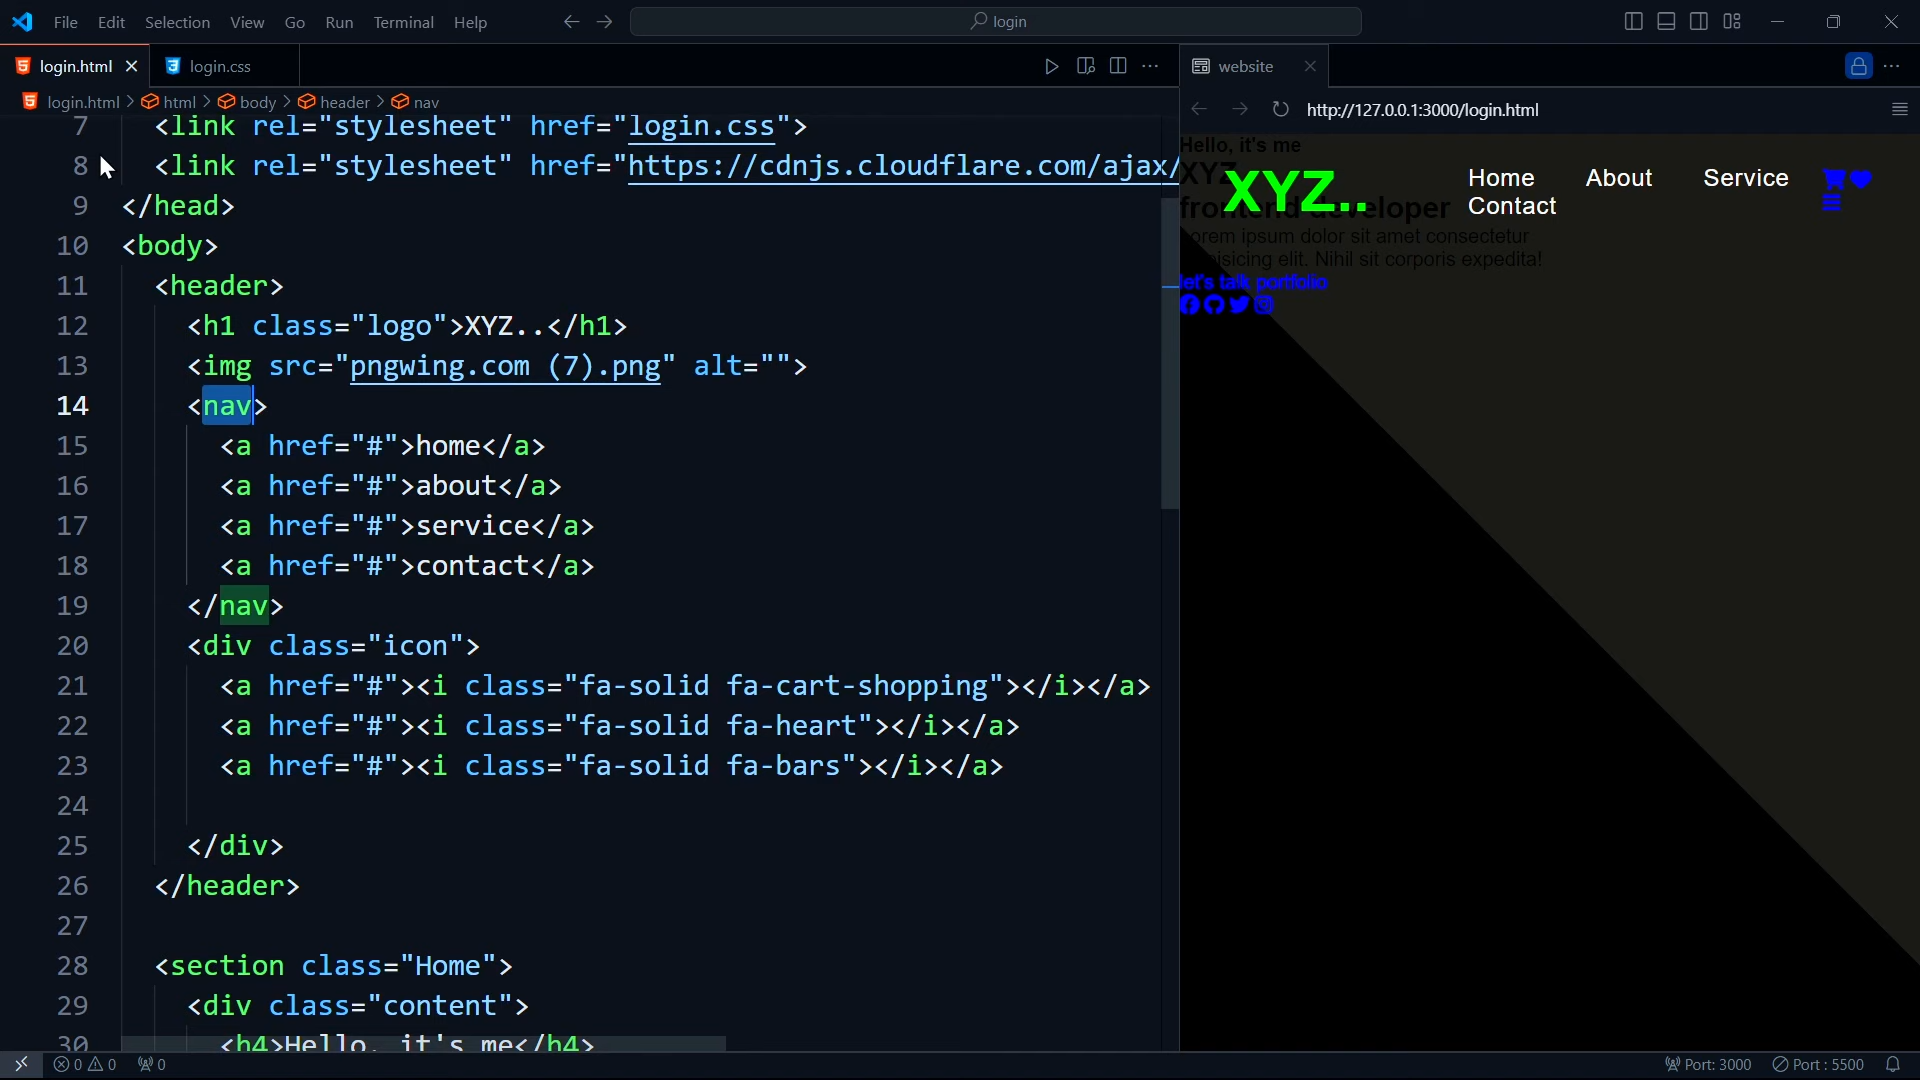 File Edit Selection View Go Run Terminal Help
login
login.html
login.css
website
login.html > html > body > header > nav
http://127.0.0.1:3000/login.html
7 <link rel="stylesheet" href="login.css">
8 <link rel="stylesheet" href="https://cdnjs.cloudflare.com/ajax/
9 </head>
10 <body>
11 <header>
12 <h1 class="logo">XYZ..</h1>
13 <img src="pngwing.com (7).png" alt="">
14 <nav>
15 <a href="#">home</a>
16 <a href="#">about</a>
17 <a href="#">service</a>
18 <a href="#">contact</a>
19 </nav>
20 <div class="icon">
21 <a href="#"><i class="fa-solid fa-cart-shopping"></i></a>
22 <a href="#"><i class="fa-solid fa-heart"></i></a>
23 <a href="#"><i class="fa-solid fa-bars"></i></a>
24
25 </div>
26 </header>
27
28 <section class="Home">
29 <div class="content">
30 <h4>Hello, it's me</h4>
Hello, it's me
XYZ
XYZ..
Home About Service
Contact
frontend developer
orem ipsum dolor sit amet consectetur
isicing elit. Nihil sit corporis expedita!
let's talk portfolio
0 0 0
Port: 3000 Port : 5500